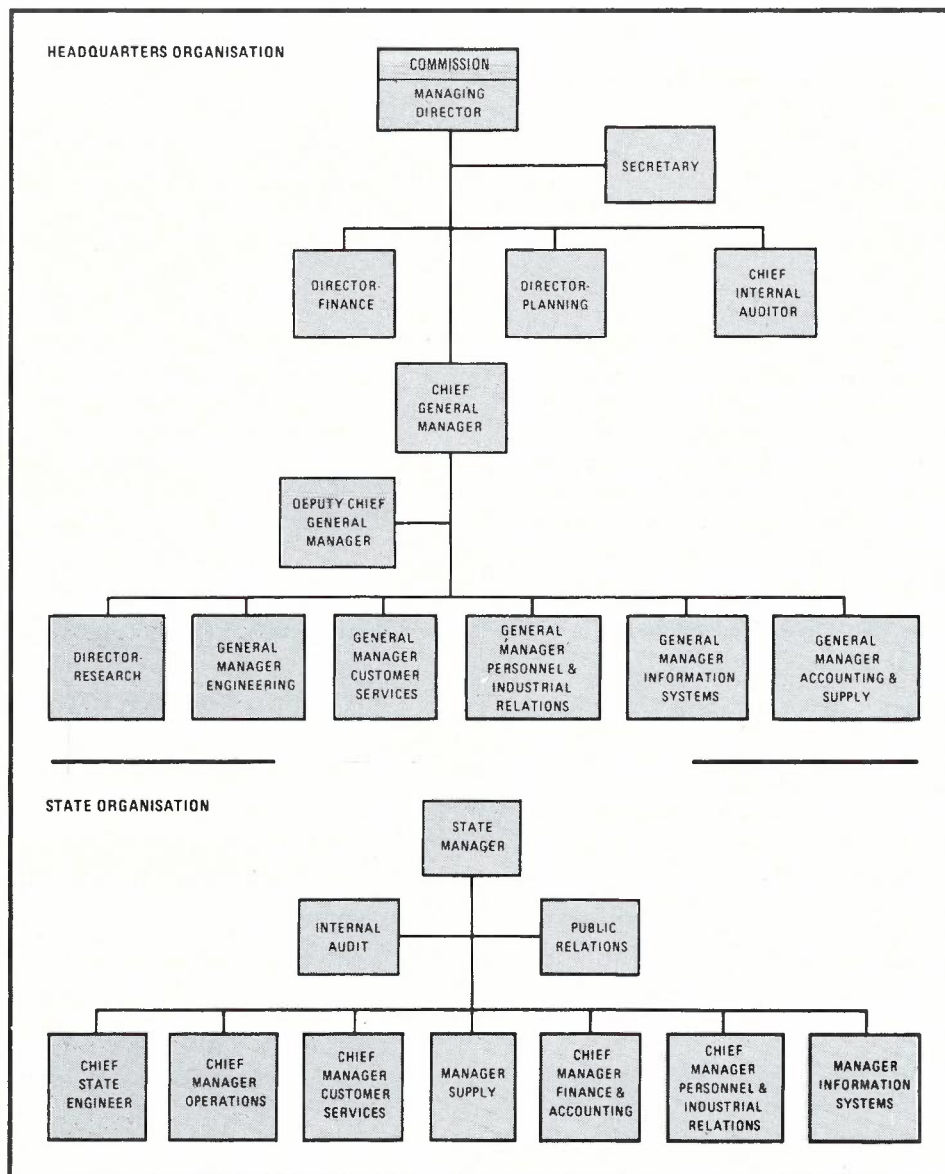 HEADQUARTERS ORGANISATION
COMMISSION
MANAGING
DIRECTOR
SECRETARY
DIRECTOR-
FINANCE
DIRECTOR-
PLANNING
CHIEF
INTERNAL
AUDITOR
CHIEF
GENERAL
MANAGER
DEPUTY CHIEF
GENERAL
MANAGER
DIRECTOR-
RESEARCH
GENERAL
MANAGER
ENGINEERING
GENERAL
MANAGER
CUSTOMER
SERVICES
GENERAL
MANAGER
PERSONNEL &
INDUSTRIAL
RELATIONS
GENERAL
MANAGER
INFORMATION
SYSTEMS
GENERAL
MANAGER
ACCOUNTING &
SUPPLY
STATE ORGANISATION
STATE
MANAGER
INTERNAL
AUDIT
PUBLIC
RELATIONS
CHIEF
STATE
ENGINEER
CHIEF
MANAGER
OPERATIONS
CHIEF
MANAGER
CUSTOMER
SERVICES
MANAGER
SUPPLY
CHIEF
MANAGER
FINANCE &
ACCOUNTING
CHIEF
MANAGER
PERSONNEL &
INDUSTRIAL
RELATIONS
MANAGER
INFORMATION
SYSTEMS